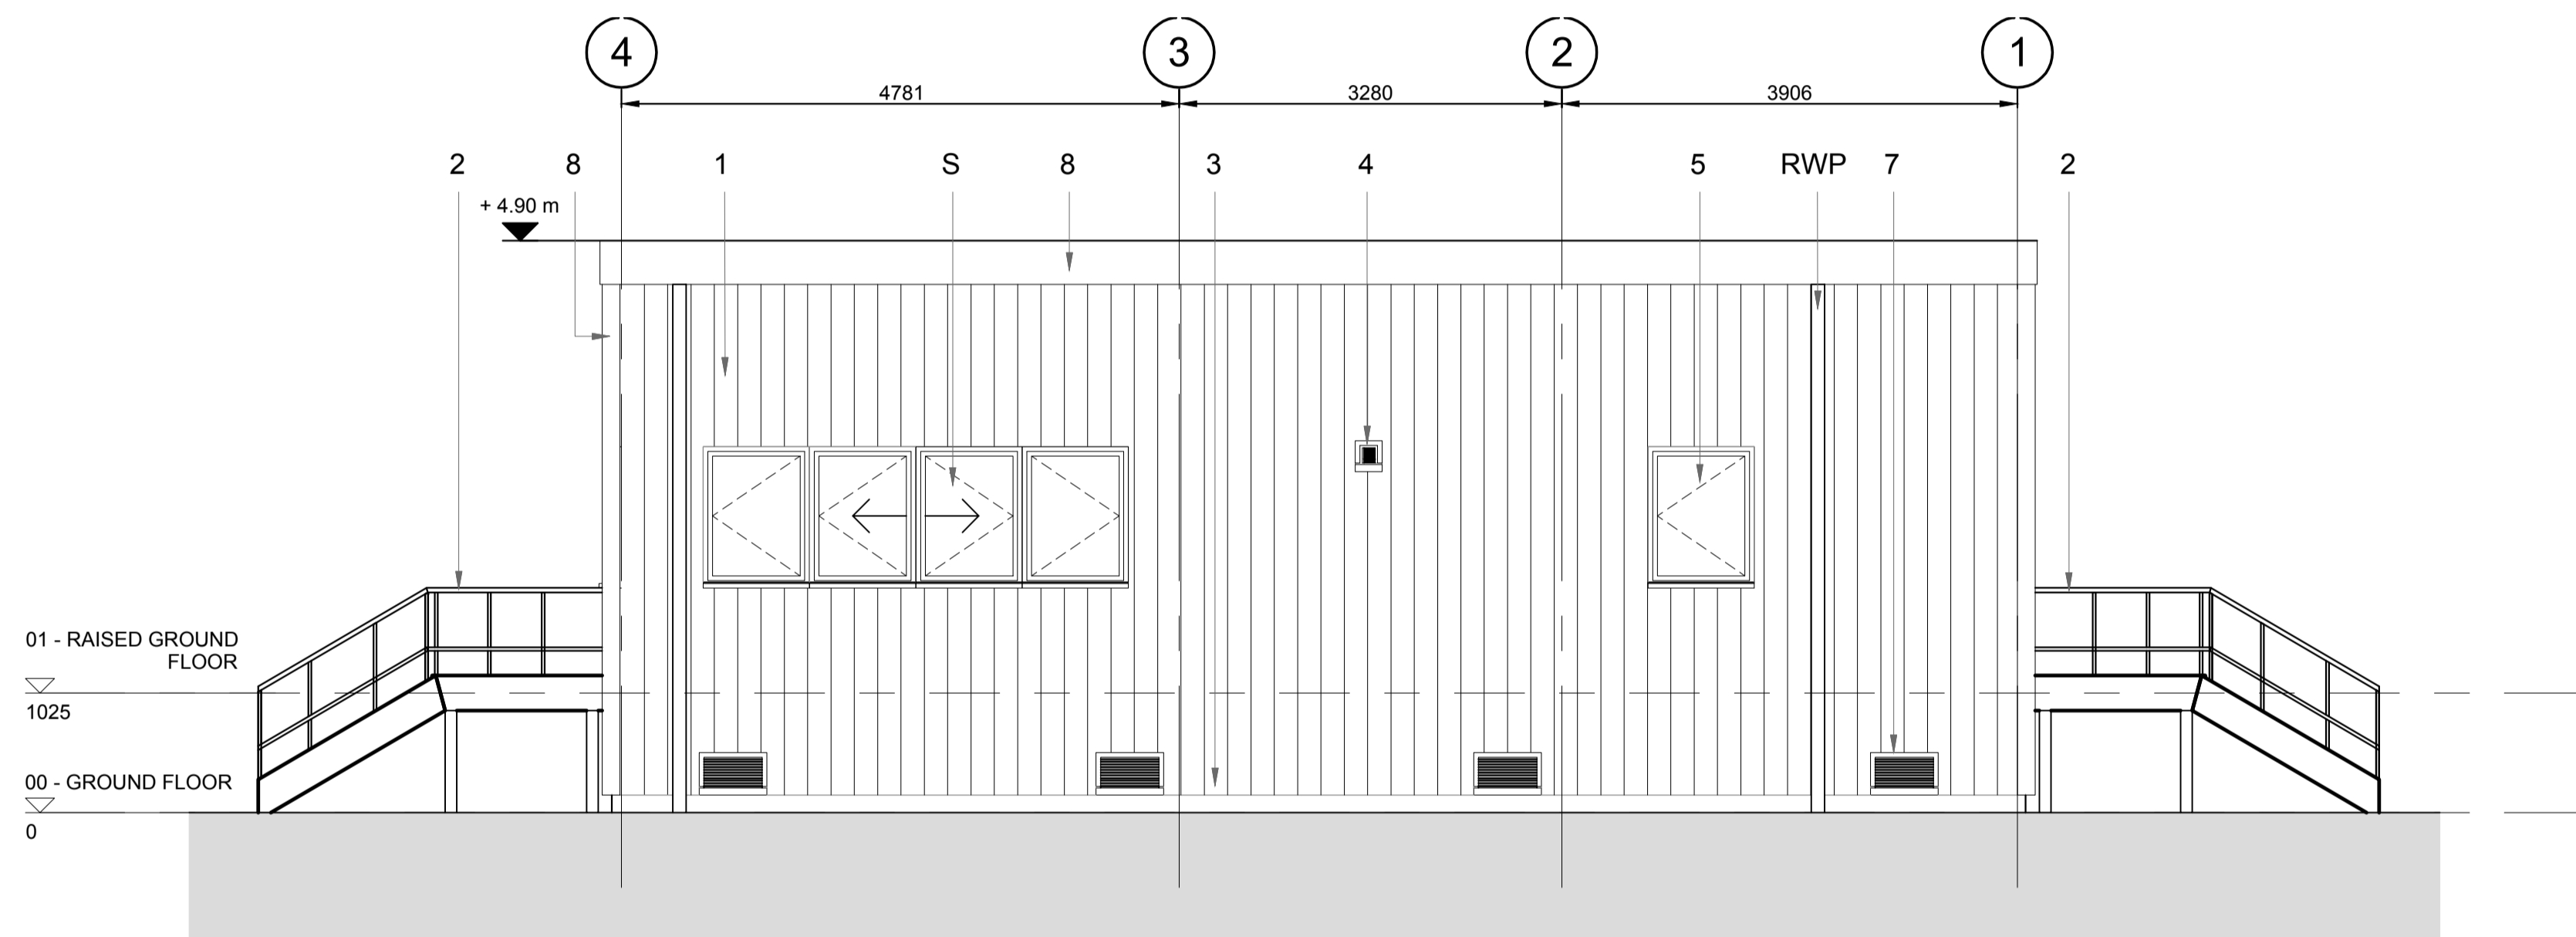 4 3 2 1
4781 3280 3906
2 8 1 S 8 3 4 5 RWP 7 2
+ 4.90 m
01 - RAISED GROUND
FLOOR
1025
00 - GROUND FLOOR
0